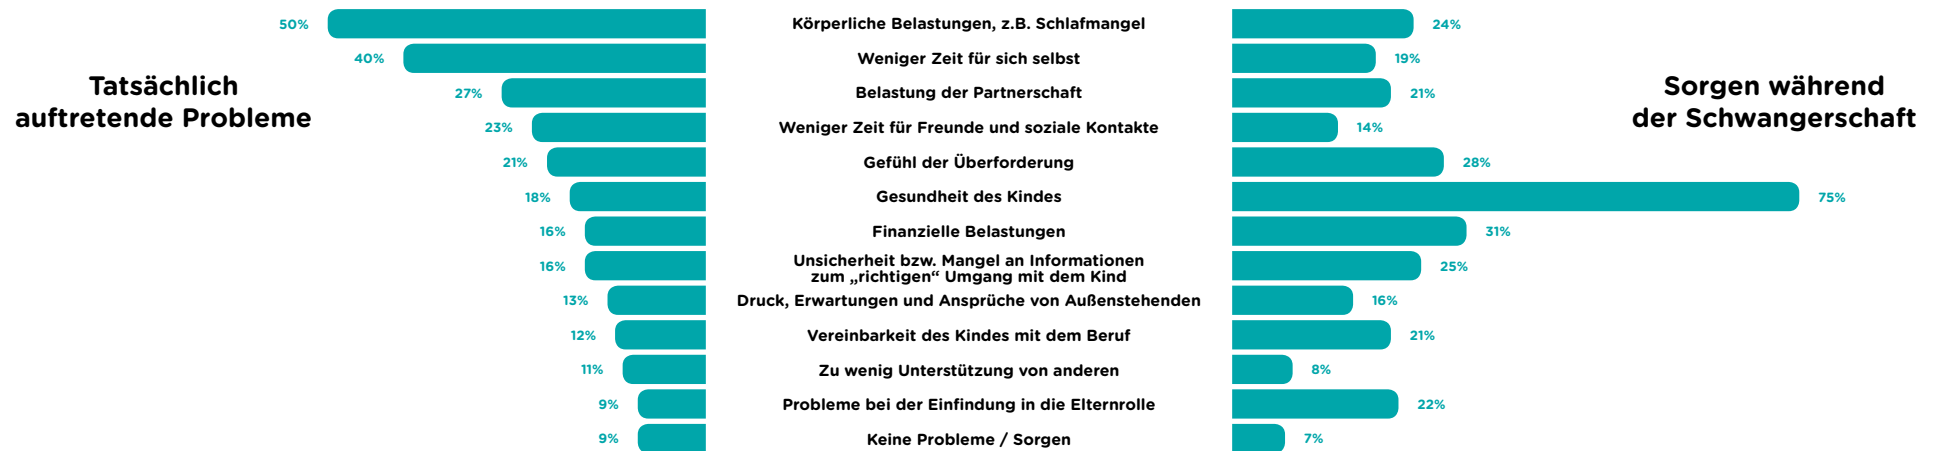 50% Körperliche Belastungen, z.B. Schlafmangel 24%
40% Weniger Zeit für sich selbst 19%
Tatsächlich
auftretende Probleme
27% Belastung der Partnerschaft 21%
Sorgen während
der Schwangerschaft
23% Weniger Zeit für Freunde und soziale Kontakte 14%
21% Gefühl der Überforderung 28%
18% Gesundheit des Kindes 75%
16% Finanzielle Belastungen 31%
16% Unsicherheit bzw. Mangel an Informationen
zum „richtigen“ Umgang mit dem Kind 25%
13% Druck, Erwartungen und Ansprüche von Außenstehenden 16%
12% Vereinbarkeit des Kindes mit dem Beruf 21%
11% Zu wenig Unterstützung von anderen 8%
9% Probleme bei der Einfindung in die Elternrolle 22%
9% Keine Probleme / Sorgen 7%